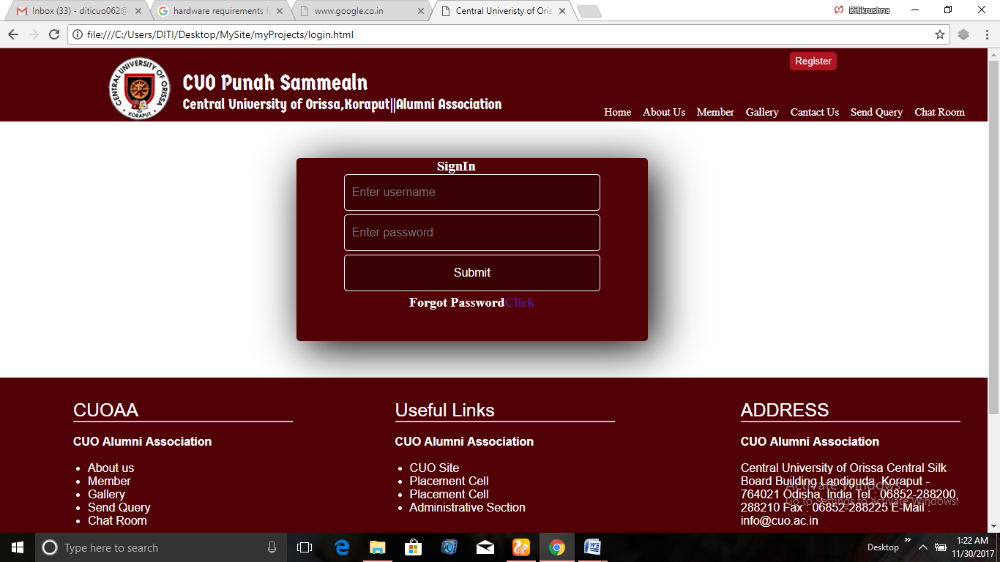 Inbox (33) - diticuo062@
hardware requirements f
www.google.co.in
Central Univeristy of Oris
Ditikrushna
file:///C:/Users/DITI/Desktop/MySite/myProjects/login.html
CENTRAL UNIVERSITY OF ORISSA
KORAPUT
CUO Punah Sammealn
Central University of Orissa,Koraput||Alumni Association
Register
Home About Us Member Gallery Cantact Us Send Query Chat Room
SignIn
Enter username
Enter password
Submit
Forgot PasswordClick
CUOAA
CUO Alumni Association
• About us
• Member
• Gallery
• Send Query
• Chat Room
Useful Links
CUO Alumni Association
• CUO Site
• Placement Cell
• Placement Cell
• Administrative Section
ADDRESS
CUO Alumni Association
Central University of Orissa Central Silk
Board Building Landiguda, Koraput -
764021 Odisha, India Tel.: 06852-288200,
288210 Fax : 06852-288225 E-Mail :
info@cuo.ac.in
Activate Windows
Go to Settings to activate Windows.
Type here to search
Desktop
1:22 AM
11/30/2017